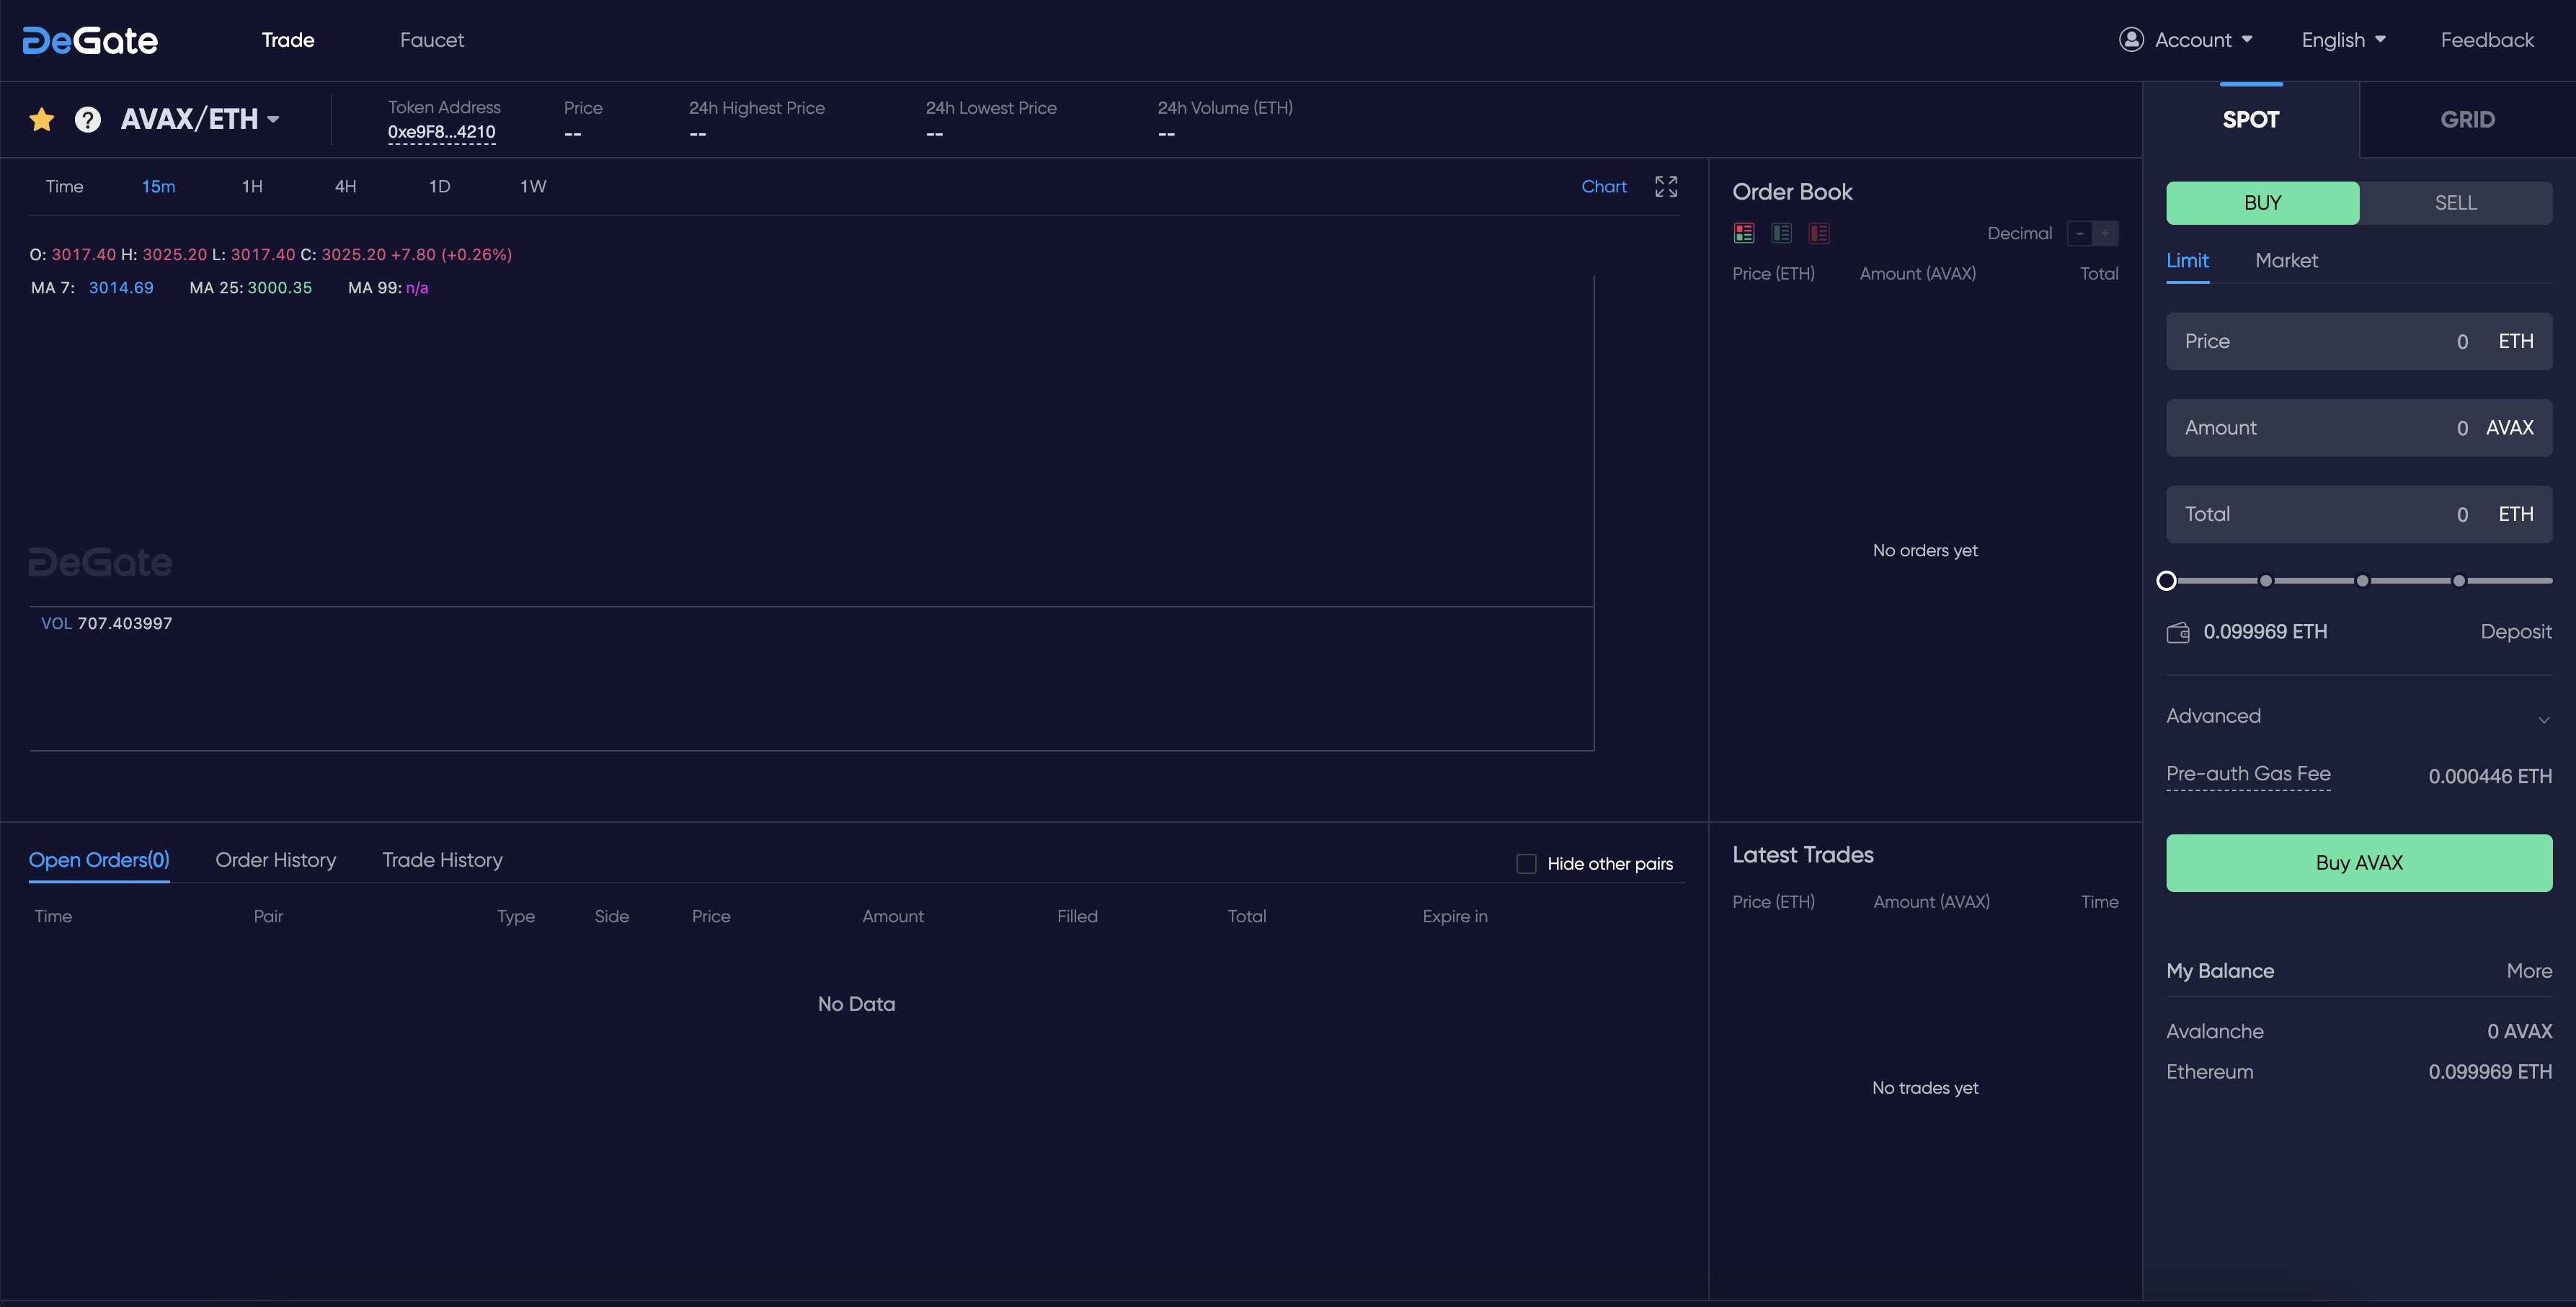 DeGate
Trade
Faucet
Account
English
Feedback
? AVAX/ETH
Token Address
0xe9F8...4210
Price
--
24h Highest Price
--
24h Lowest Price
--
24h Volume (ETH)
--
SPOT
GRID
Time 15m 1H 4H 1D 1W
Chart
O: 3017.40 H: 3025.20 L: 3017.40 C: 3025.20 +7.80 (+0.26%)
MA 7: 3014.69 MA 25: 3000.35 MA 99: n/a
DeGate
VOL 707.403997
Order Book
Decimal - +
Price (ETH) Amount (AVAX) Total
No orders yet
BUY SELL
Limit Market
Price 0 ETH
Amount 0 AVAX
Total 0 ETH
0.099969 ETH Deposit
Advanced
Pre-auth Gas Fee 0.000446 ETH
Buy AVAX
My Balance More
Avalanche 0 AVAX
Ethereum 0.099969 ETH
Open Orders(0) Order History Trade History
Hide other pairs
Time Pair Type Side Price Amount Filled Total Expire in
No Data
Latest Trades
Price (ETH) Amount (AVAX) Time
No trades yet